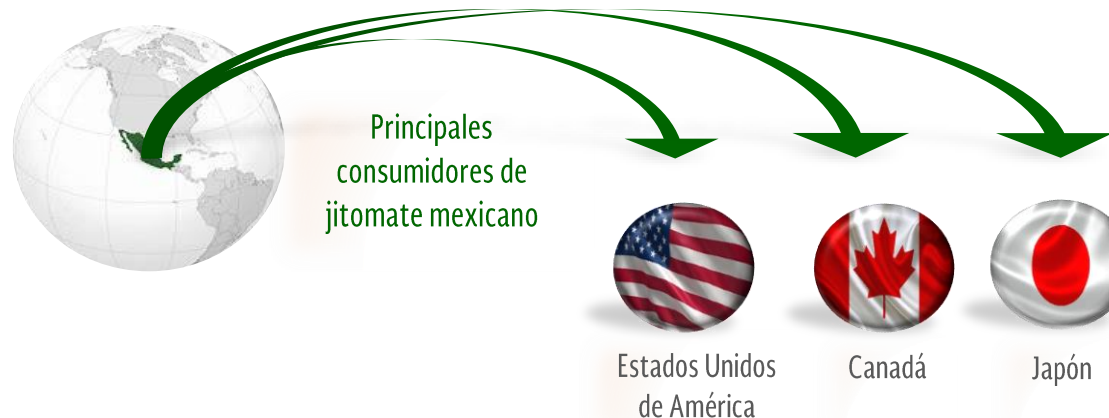 Principales
consumidores de
jitomate mexicano
Estados Unidos
de América
Canadá
Japón